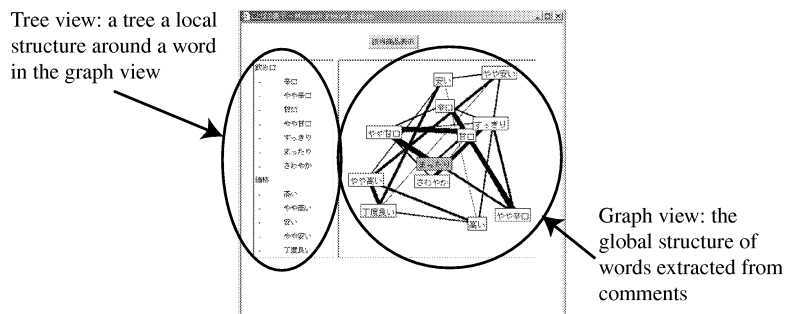 Tree view: a tree a local
structure around a word
in the graph view
Microsoft Internet Explorer
該当商品表示
飲み口
- 辛口
- やや辛口
- 甘口
- やや甘口
- すっきり
- まったり
- さわやか
価格
- 高い
- やや高い
- 安い
- やや安い
- 丁度良い
安い
やや安い
辛口
すっきり
やや甘口
甘口
まったり
さわやか
やや高い
丁度良い
高い
やや辛口
Graph view: the
global structure of
words extracted from
comments